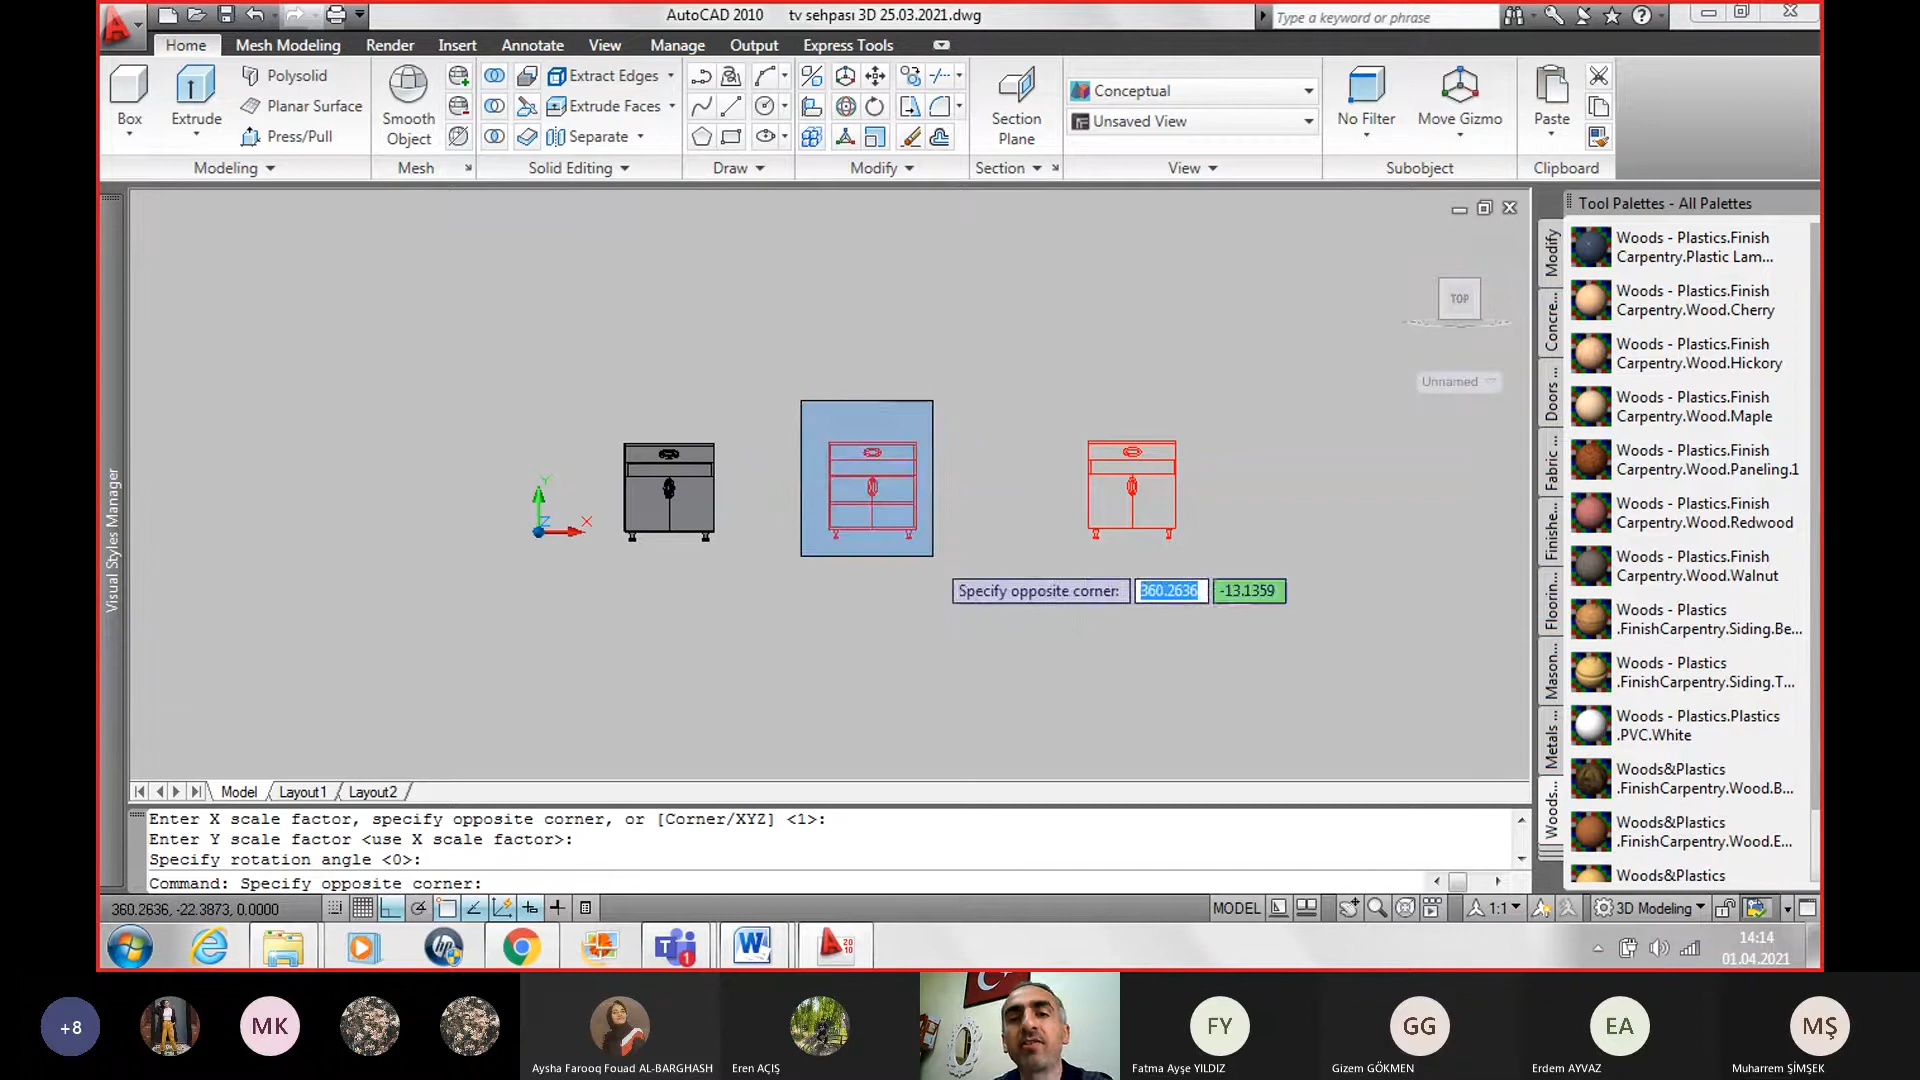 AutoCAD 2010 tv sehpası 3D 25.03.2021.dwg
Type a keyword or phrase
Home Mesh Modeling Render Insert Annotate View Manage Output Express Tools
Box
Extrude
Polysolid
Planar Surface
Press/Pull
Modeling
Smooth
Object
Mesh
Extract Edges
Extrude Faces
Separate
Solid Editing
Draw
Modify
Section
Plane
Section
Conceptual
Unsaved View
View
No Filter
Move Gizmo
Subobject
Paste
Clipboard
Visual Styles Manager
TOP
Unnamed
X
Y
Z
Specify opposite corner: 360.2636 -13.1359
Tool Palettes - All Palettes
Modify
Concre...
Doors ...
Fabric ...
Finishe...
Floorin...
Mason...
Metals ...
Woods...
Woods - Plastics.Finish
Carpentry.Plastic Lam...
Woods - Plastics.Finish
Carpentry.Wood.Cherry
Woods - Plastics.Finish
Carpentry.Wood.Hickory
Woods - Plastics.Finish
Carpentry.Wood.Maple
Woods - Plastics.Finish
Carpentry.Wood.Paneling.1
Woods - Plastics.Finish
Carpentry.Wood.Redwood
Woods - Plastics.Finish
Carpentry.Wood.Walnut
Woods - Plastics
.FinishCarpentry.Siding.Be...
Woods - Plastics
.FinishCarpentry.Siding.T...
Woods - Plastics.Plastics
.PVC.White
Woods&Plastics
.FinishCarpentry.Wood.B...
Woods&Plastics
.FinishCarpentry.Wood.E...
Woods&Plastics
Model Layout1 Layout2
Enter X scale factor, specify opposite corner, or [Corner/XYZ] <1>:
Enter Y scale factor <use X scale factor>:
Specify rotation angle <0>:
Command: Specify opposite corner:
360.2636, -22.3873, 0.0000
MODEL
1:1
3D Modeling
14:14
01.04.2021
+8
MK
Aysha Farooq Fouad AL-BARGHASH
Eren AÇIŞ
FY
Fatma Ayşe YILDIZ
GG
Gizem GÖKMEN
EA
Erdem AYVAZ
MŞ
Muharrem ŞİMŞEK